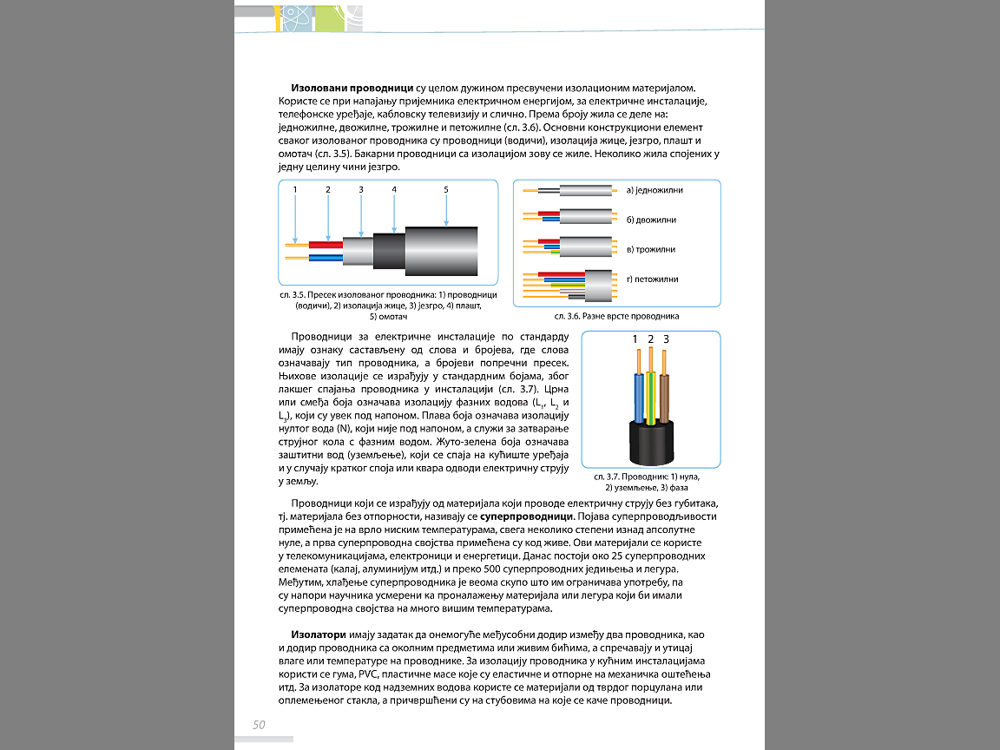 Изоловани проводници су целом дужином пресвучени изолационим материјалом.
Користе се при напајању пријемника електричном енергијом, за електричне инсталације,
телефонске уређаје, кабловску телевизију и слично. Према броју жила се деле на:
једножилне, двожилне, трожилне и петожилне (сл. 3.6). Основни конструкциони елемент
сваког изолованог проводника су проводници (водичи), изолација жице, језгро, плашт и
омотач (сл. 3.5). Бакарни проводници са изолацијом зову се жиле. Неколико жила спојених у
једну целину чини језгро.
1 2 3 4 5
сл. 3.5. Пресек изолованог проводника: 1) проводници
(водичи), 2) изолација жице, 3) језгро, 4) плашт,
5) омотач
а) једножилни
б) двожилни
в) трожилни
г) петожилни
сл. 3.6. Разне врсте проводника
Проводници за електричне инсталације по стандарду
имају ознаку састављену од слова и бројева, где слова
означавају тип проводника, а бројеви попречни пресек.
Њихове изолације се израђују у стандардним бојама, због
лакшег спајања проводника у инсталацији (сл. 3.7). Црна
или смеђа боја означава изолацију фазних водова (L1, L2 и
L3), који су увек под напоном. Плава боја означава изолацију
нултог вода (N), који није под напоном, а служи за затварање
струјног кола с фазним водом. Жуто-зелена боја означава
заштитни вод (уземљење), који се спаја на кућиште уређаја
и у случају кратког споја или квара одводи електричну струју
у земљу.
1 2 3
сл. 3.7. Проводник: 1) нула,
2) уземљење, 3) фаза
Проводници који се израђују од материјала који проводе електричну струју без губитака,
тј. материјала без отпорности, називају се суперпроводници. Појава суперпроводљивости
примећена је на врло ниским температурама, свега неколико степени изнад апсолутне
нуле, а прва суперпроводна својства примећена су код живе. Ови материјали се користе
у телекомуникацијама, електроници и енергетици. Данас постоји око 25 суперпроводних
елемената (калај, алуминијум итд.) и преко 500 суперпроводних једињења и легура.
Међутим, хлађење суперпроводника је веома скупо што им ограничава употребу, па
су напори научника усмерени ка проналажењу материјала или легура који би имали
суперпроводна својства на много вишим температурама.
Изолатори имају задатак да онемогуће међусобни додир између два проводника, као
и додир проводника са околним предметима или живим бићима, а спречавају и утицај
влаге или температуре на проводнике. За изолацију проводника у кућним инсталацијама
користи се гума, PVC, пластичне масе које су еластичне и отпорне на механичка оштећења
итд. За изолаторе код надземних водова користе се материјали од тврдог порцулана или
оплемењеног стакла, а причвршћени су на стубовима на које се каче проводници.
50